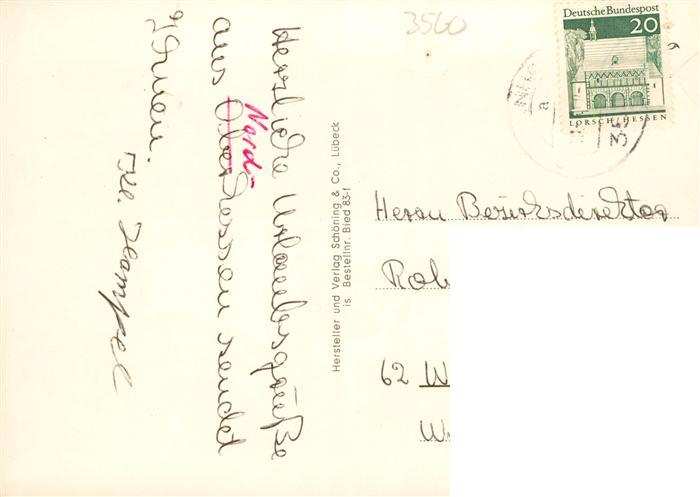 Herzliche Urlaubsgrüße
aus Oberhessen sendet
Nord-
Ihnen.
Hersteller und Verlag Schöning & Co., Lübeck
is Bestellnr. Bied 83-f
3560
Deutsche Bundespost
20
LORSCH/HESSEN
a
Herrn Bezirksdirektor
62 W